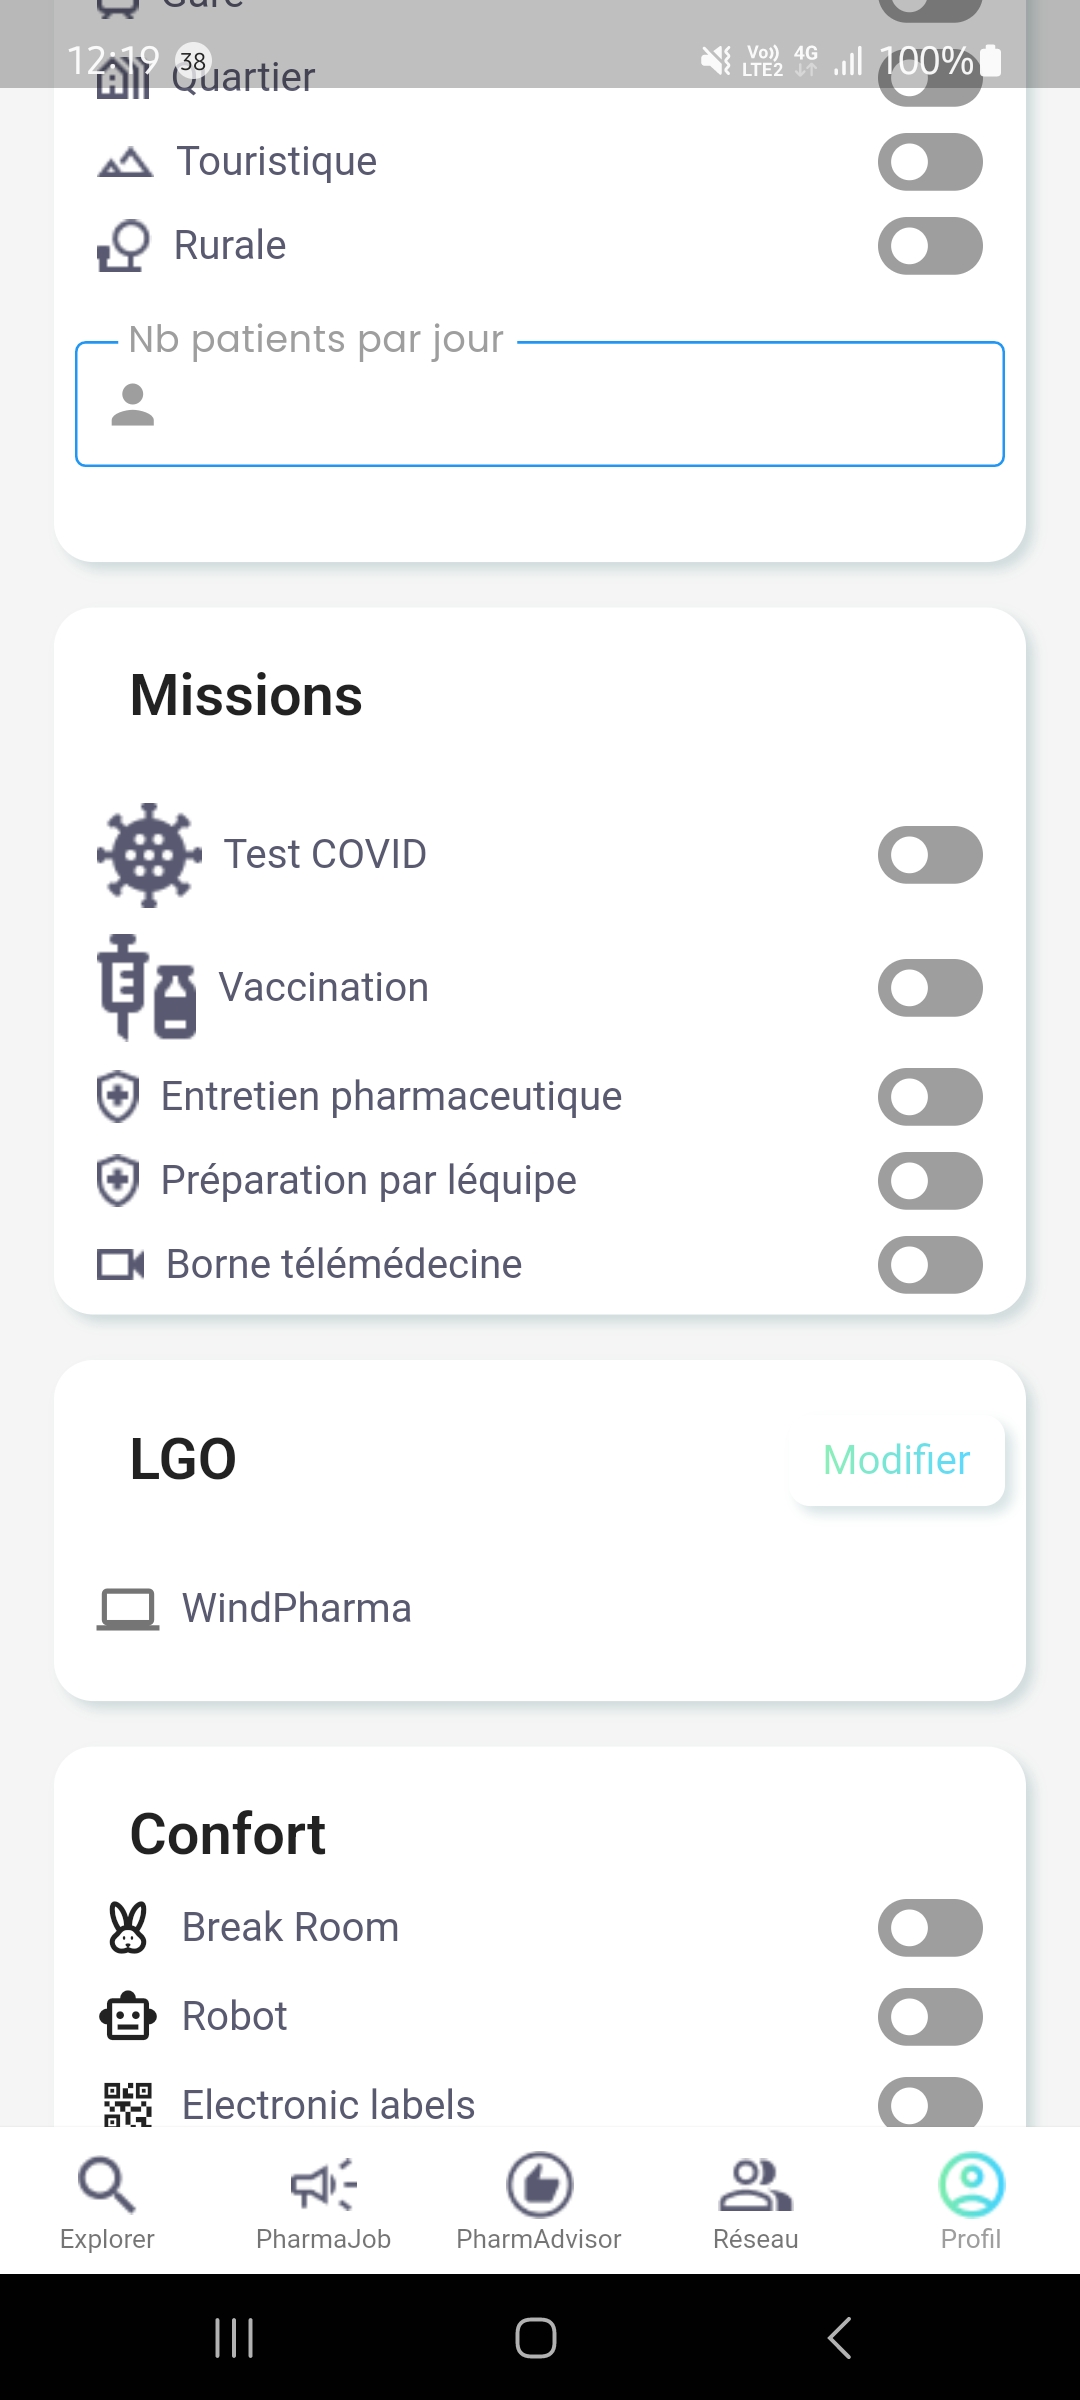 Gare
12:19 38 Vo)) LTE2 4G 100%
Quartier
Touristique
Rurale
Nb patients par jour
Missions
Test COVID
Vaccination
Entretien pharmaceutique
Préparation par léquipe
Borne télémédecine
LGO
Modifier
WindPharma
Confort
Break Room
Robot
Electronic labels
Explorer
PharmaJob
PharmAdvisor
Réseau
Profil